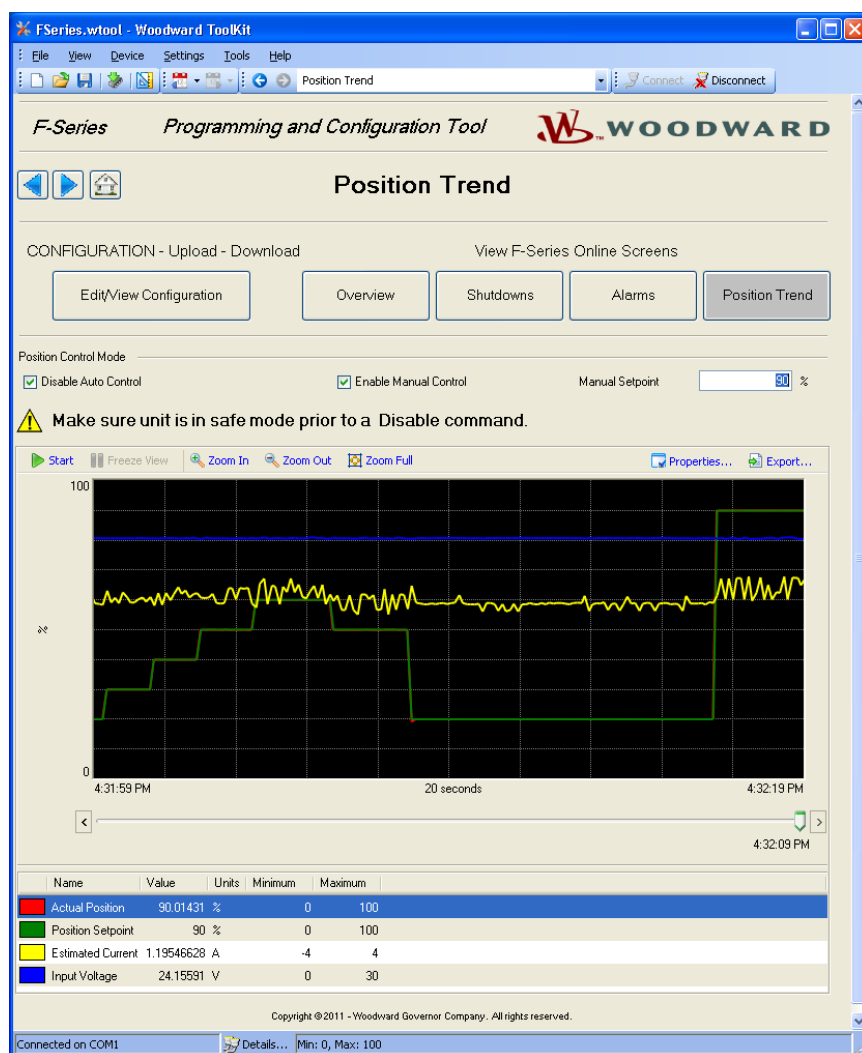 FSeries.wtool - Woodward ToolKit
File View Device Settings Tools Help
Position Trend Connect Disconnect
F-Series Programming and Configuration Tool WOODWARD
Position Trend
CONFIGURATION - Upload - Download View F-Series Online Screens
Edit/View Configuration Overview Shutdowns Alarms Position Trend
Position Control Mode
Disable Auto Control Enable Manual Control Manual Setpoint 90 %
Make sure unit is in safe mode prior to a Disable command.
Start Freeze View Zoom In Zoom Out Zoom Full Properties... Export...
100
%
0
4:31:59 PM 20 seconds 4:32:19 PM
< >
4:32:09 PM
Name Value Units Minimum Maximum
Actual Position 90.01431 % 0 100
Position Setpoint 90 % 0 100
Estimated Current 1.19546628 A -4 4
Input Voltage 24.15591 V 0 30
Copyright @ 2011 - Woodward Governor Company. All rights reserved.
Connected on COM1 Details... Min: 0, Max: 100